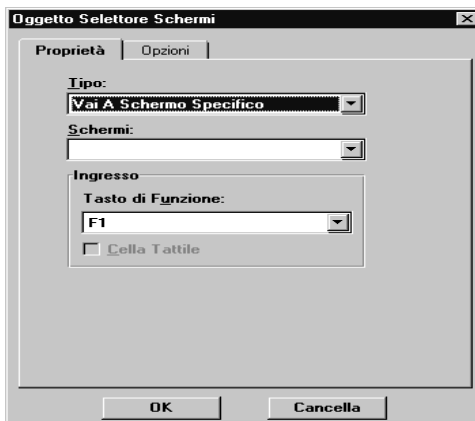 Oggetto Selettore Schermi
Proprietà Opzioni
Tipo:
Vai A Schermo Specifico
Schermi:
Ingresso
Tasto di Funzione:
F1
Cella Tattile
OK Cancella